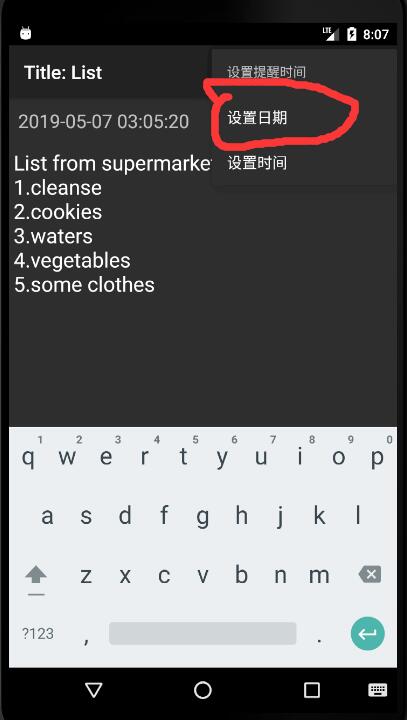 LTE 8:07
Title: List
设置提醒时间
2019-05-07 03:05:20
设置日期
设置时间
List from supermarke
1.cleanse
2.cookies
3.waters
4.vegetables
5.some clothes
1 2 3 4 5 6 7 8 9 0
q w e r t y u i o p
a s d f g h j k l
z x c v b n m
?123 , .